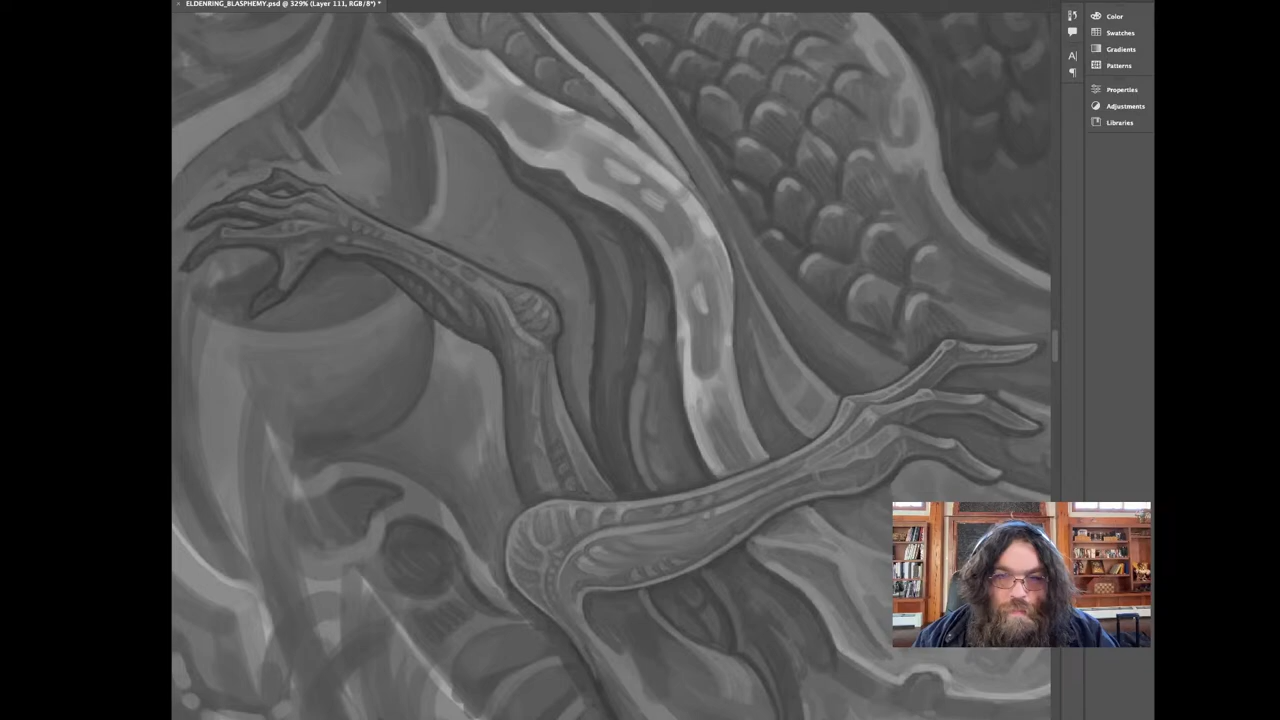 × ELDENRING_BLASPHEMY.psd @ 329% (Layer 111, RGB/8*) *
Color
Swatches
Gradients
Patterns
Properties
Adjustments
Libraries